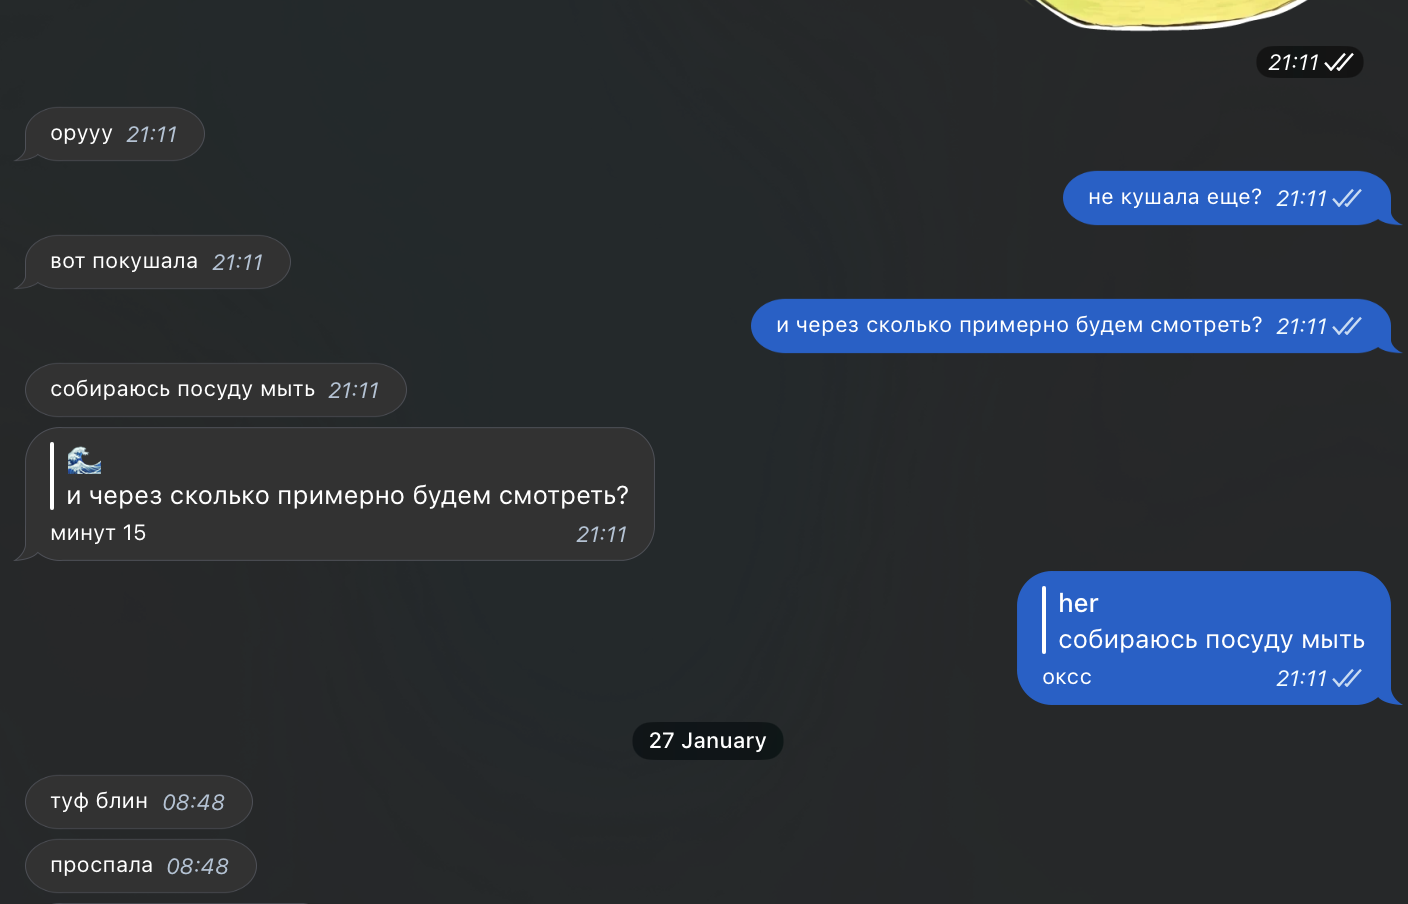 21:11
орууу 21:11
не кушала еще? 21:11
вот покушала 21:11
и через сколько примерно будем смотреть? 21:11
собираюсь посуду мыть 21:11
🌊
и через сколько примерно будем смотреть?
минут 15 21:11
her
собираюсь посуду мыть
оксс 21:11
27 January
туф блин 08:48
проспала 08:48